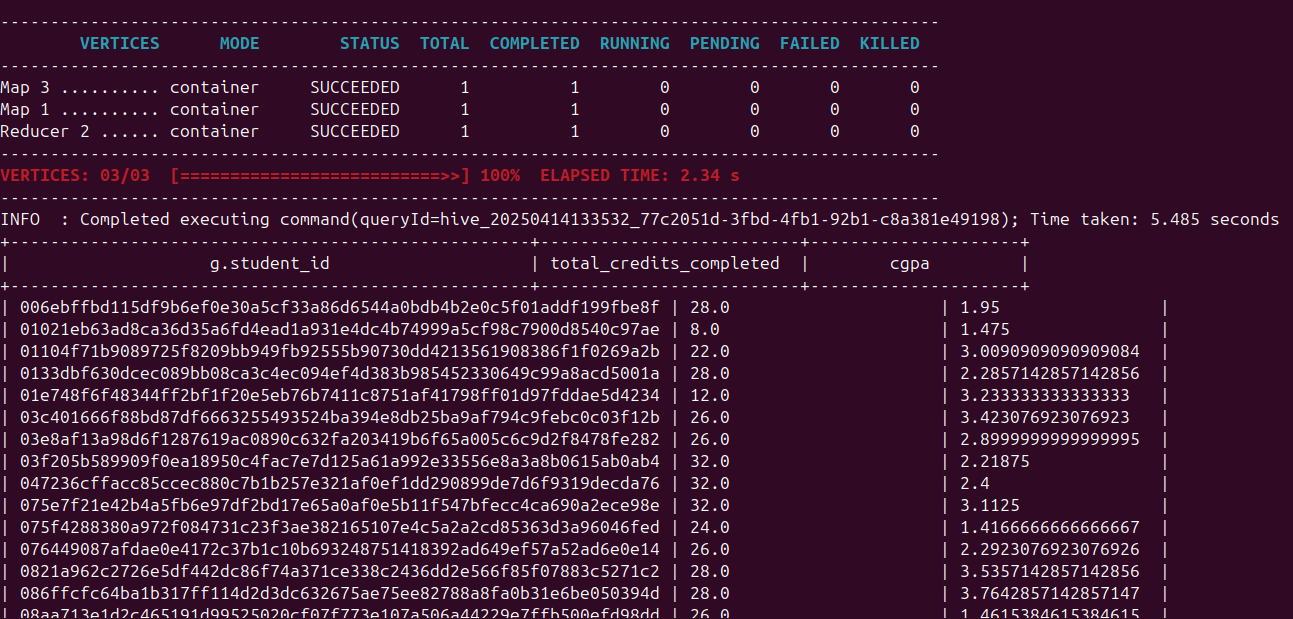 ----------------------------------------------------------------------------------------------
        VERTICES      MODE        STATUS  TOTAL  COMPLETED  RUNNING  PENDING  FAILED  KILLED
----------------------------------------------------------------------------------------------
Map 3 .......... container     SUCCEEDED      1          1        0        0       0       0
Map 1 .......... container     SUCCEEDED      1          1        0        0       0       0
Reducer 2 ...... container     SUCCEEDED      1          1        0        0       0       0
----------------------------------------------------------------------------------------------
VERTICES: 03/03  [==========================>>] 100%  ELAPSED TIME: 2.34 s
----------------------------------------------------------------------------------------------
INFO  : Completed executing command(queryId=hive_20250414133532_77c2051d-3fbd-4fb1-92b1-c8a381e49198); Time taken: 5.485 seconds
+----------------------------------------------------+--------------------------+---------------------+
|                    g.student_id                    | total_credits_completed  |        cgpa         |
+----------------------------------------------------+--------------------------+---------------------+
| 006ebffbd115df9b6ef0e30a5cf33a86d6544a0bdb4b2e0c5f01addf199fbe8f | 28.0                     | 1.95                |
| 01021eb63ad8ca36d35a6fd4ead1a931e4dc4b74999a5cf98c7900d8540c97ae | 8.0                      | 1.475               |
| 01104f71b9089725f8209bb949fb92555b90730dd4213561908386f1f0269a2b | 22.0                     | 3.0090909090909084  |
| 0133dbf630dcec089bb08ca3c4ec094ef4d383b985452330649c99a8acd5001a | 28.0                     | 2.2857142857142856  |
| 01e748f6f48344ff2bf1f20e5eb76b7411c8751af41798ff01d97fddae5d4234 | 12.0                     | 3.233333333333333   |
| 03c401666f88bd87df6663255493524ba394e8db25ba9af794c9febc0c03f12b | 26.0                     | 3.423076923076923   |
| 03e8af13a98d6f1287619ac0890c632fa203419b6f65a005c6c9d2f8478fe282 | 26.0                     | 2.8999999999999995  |
| 03f205b589909f0ea18950c4fac7e7d125a61a992e33556e8a3a8b0615ab0ab4 | 32.0                     | 2.21875             |
| 047236cffacc85ccec880c7b1b257e321af0ef1dd290899de7d6f9319decda76 | 32.0                     | 2.4                 |
| 075e7f21e42b4a5fb6e97df2bd17e65a0af0e5b11f547bfecc4ca690a2ece98e | 32.0                     | 3.1125              |
| 075f4288380a972f084731c23f3ae382165107e4c5a2a2cd85363d3a96046fed | 24.0                     | 1.4166666666666667  |
| 076449087afdae0e4172c37b1c10b693248751418392ad649ef57a52ad6e0e14 | 26.0                     | 2.2923076923076926  |
| 0821a962c2726e5df442dc86f74a371ce338c2436dd2e566f85f07883c5271c2 | 28.0                     | 3.5357142857142856  |
| 086ffcfc64ba1b317ff114d2d3dc632675ae75ee82788a8fa0b31e6be050394d | 28.0                     | 3.7642857142857147  |
| 08aa713e1d2c465191d99525020cf07f773e107a506a44229e7ffb500efd98dd | 26.0                     | 1.4615384615384615  |